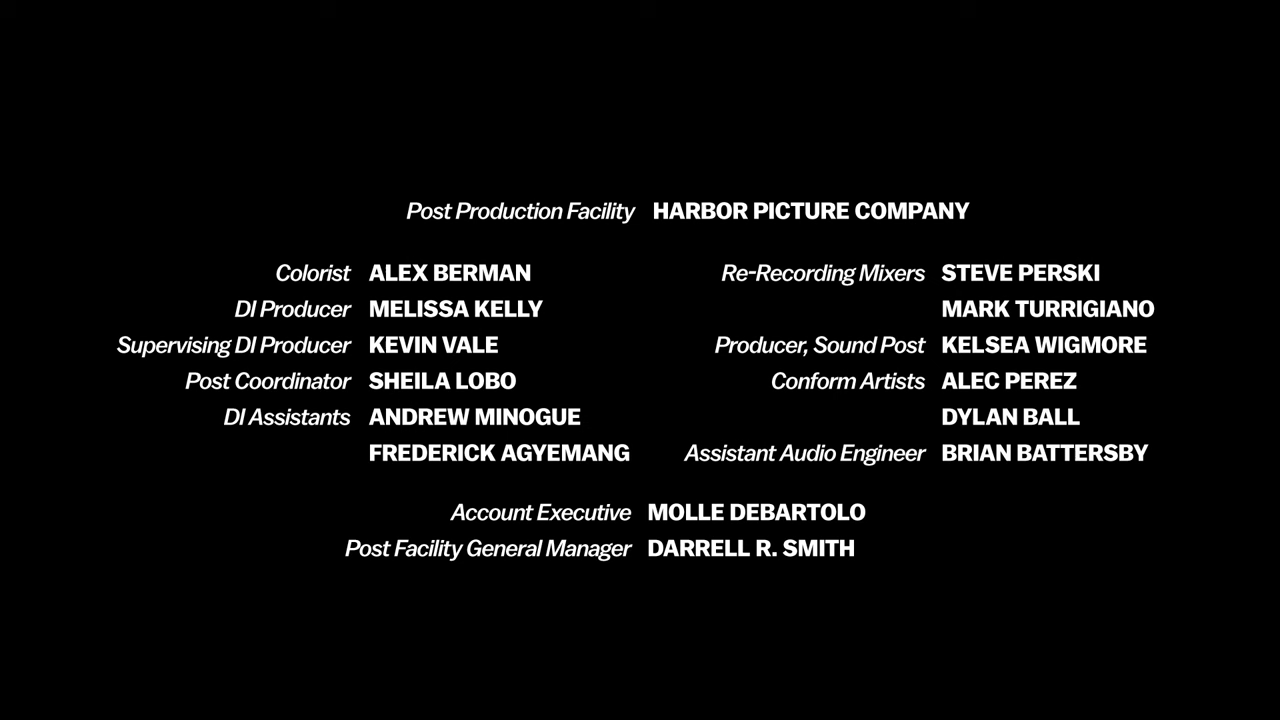 Post Production Facility HARBOR PICTURE COMPANY
Colorist ALEX BERMAN
DI Producer MELISSA KELLY
Supervising DI Producer KEVIN VALE
Post Coordinator SHEILA LOBO
DI Assistants ANDREW MINOGUE
FREDERICK AGYEMANG
Re-Recording Mixers STEVE PERSKI
MARK TURRIGIANO
Producer, Sound Post KELSEA WIGMORE
Conform Artists ALEC PEREZ
DYLAN BALL
Assistant Audio Engineer BRIAN BATTERSBY
Account Executive MOLLE DEBARTOLO
Post Facility General Manager DARRELL R. SMITH